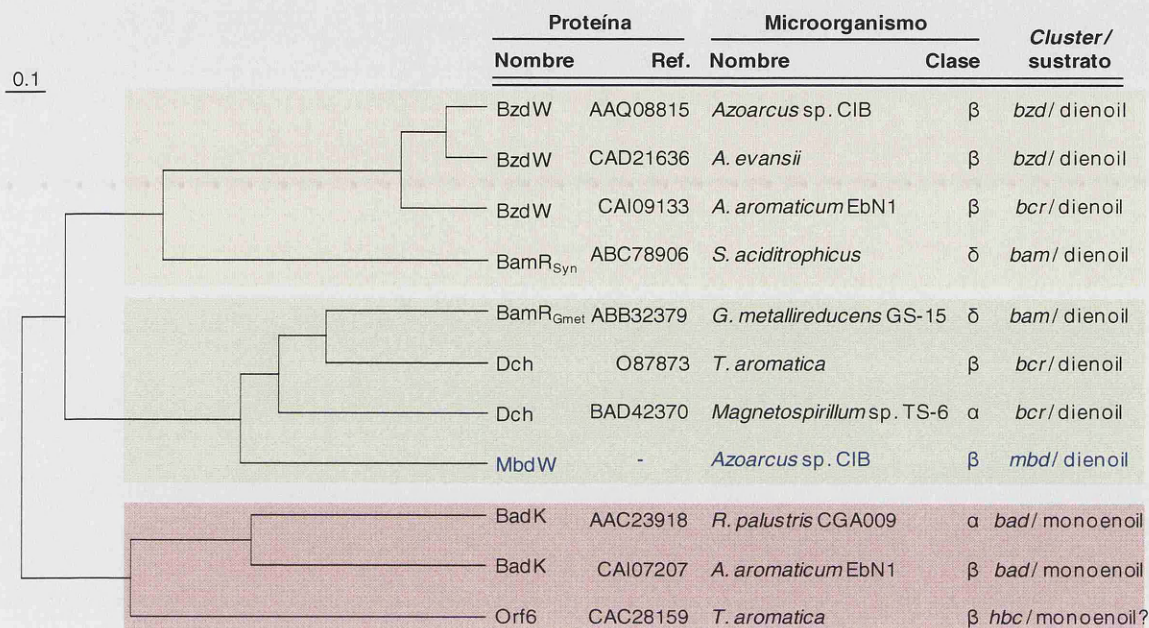 Proteína Microorganismo Cluster/
Nombre Ref. Nombre Clase sustrato
0.1
BzdW AAQ08815 Azoarcus sp. CIB β bzd/ dienoil
BzdW CAD21636 A. evansii β bzd/ dienoil
BzdW CAI09133 A. aromaticum EbN1 β bcr/ dienoil
BamRSyn ABC78906 S. aciditrophicus δ bam/ dienoil
BamRGmet ABB32379 G. metallireducens GS-15 δ bam/ dienoil
Dch O87873 T. aromatica β bcr/ dienoil
Dch BAD42370 Magnetospirillum sp. TS-6 α bcr/ dienoil
MbdW - Azoarcus sp. CIB β mbd/ dienoil
BadK AAC23918 R. palustris CGA009 α bad/ monoenoil
BadK CAI07207 A. aromaticum EbN1 β bad/ monoenoil
Orf6 CAC28159 T. aromatica β hbc/ monoenoil?